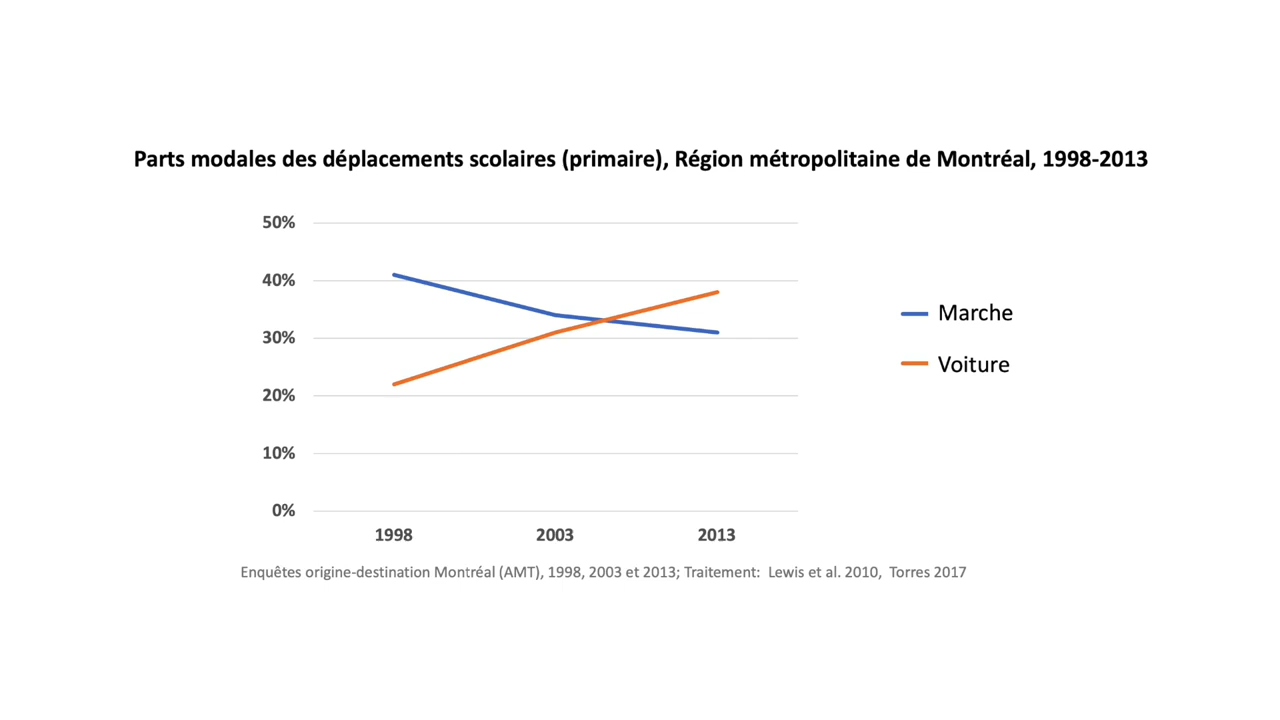 Parts modales des déplacements scolaires (primaire), Région métropolitaine de Montréal, 1998-2013
50%
40%
30%
20%
10%
0%
1998 2003 2013
Marche
Voiture
Enquêtes origine-destination Montréal (AMT), 1998, 2003 et 2013; Traitement: Lewis et al. 2010, Torres 2017